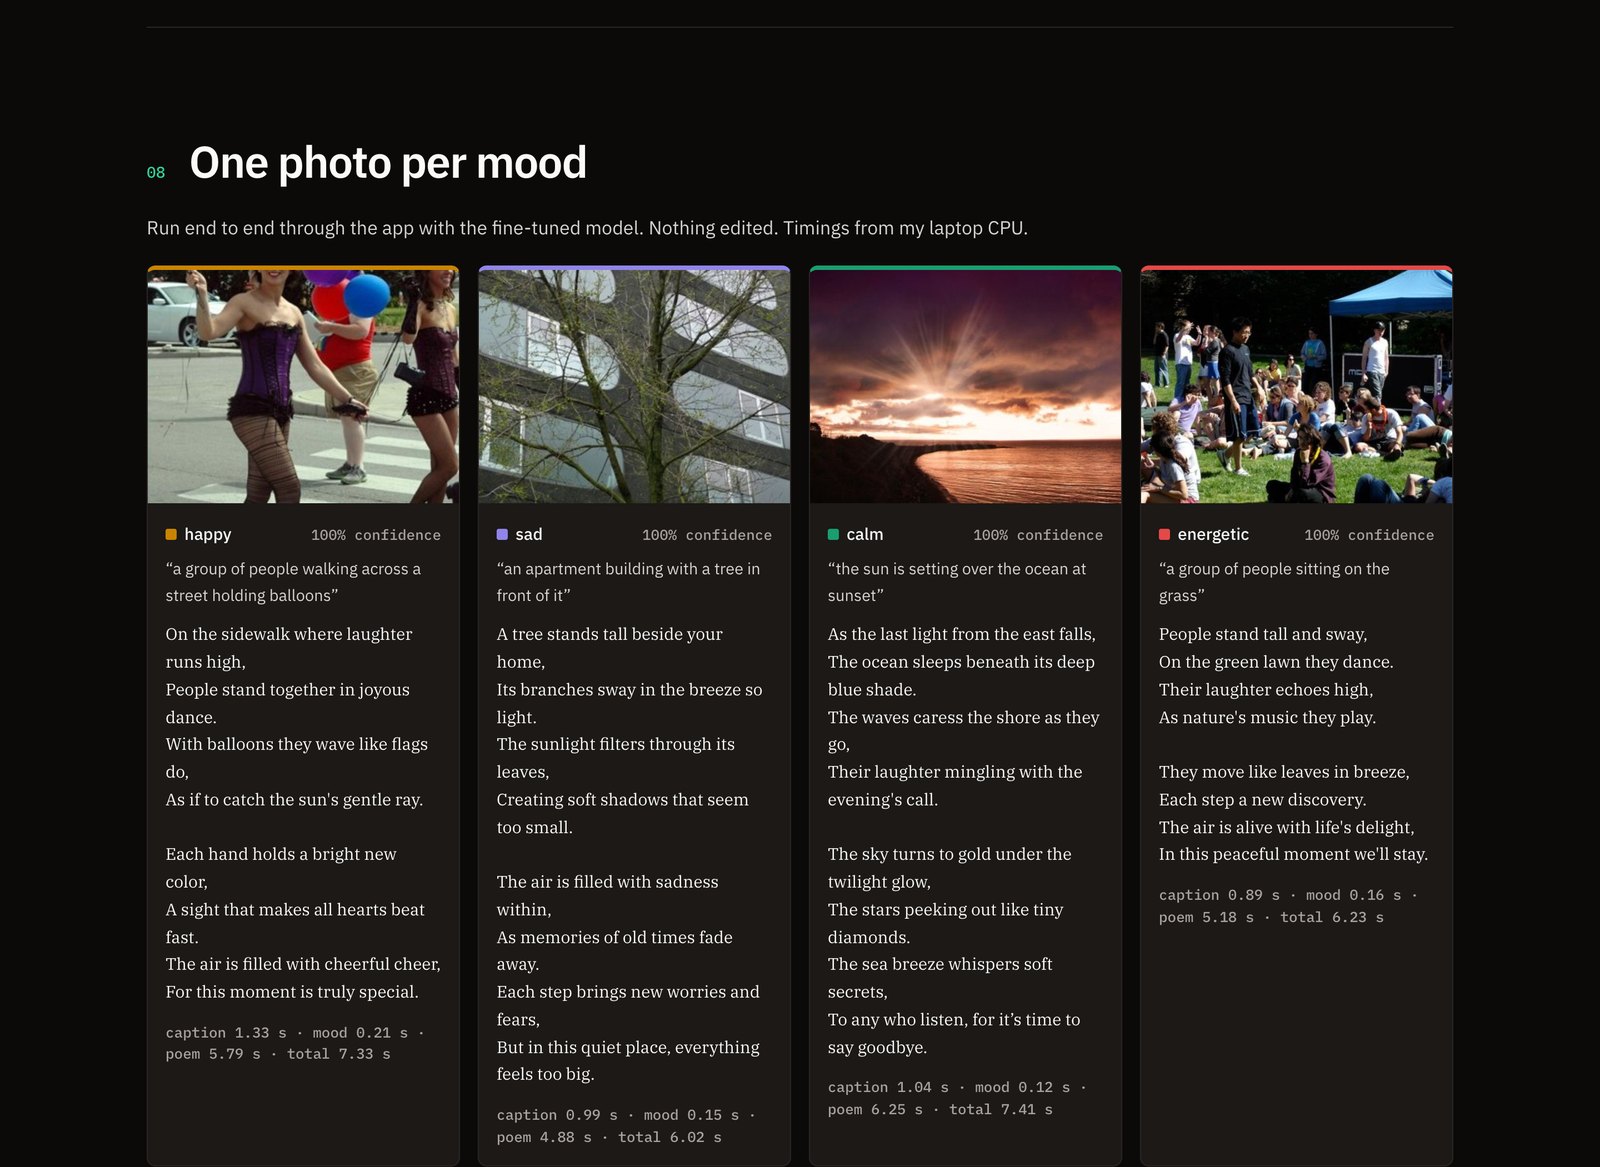 08 One photo per mood
Run end to end through the app with the fine-tuned model. Nothing edited. Timings from my laptop CPU.
happy 100% confidence
“a group of people walking across a
street holding balloons”
On the sidewalk where laughter
runs high,
People stand together in joyous
dance.
With balloons they wave like flags
do,
As if to catch the sun's gentle ray.
Each hand holds a bright new
color,
A sight that makes all hearts beat
fast.
The air is filled with cheerful cheer,
For this moment is truly special.
caption 1.33 s · mood 0.21 s ·
poem 5.79 s · total 7.33 s
sad 100% confidence
“an apartment building with a tree in
front of it”
A tree stands tall beside your
home,
Its branches sway in the breeze so
light.
The sunlight filters through its
leaves,
Creating soft shadows that seem
too small.
The air is filled with sadness
within,
As memories of old times fade
away.
Each step brings new worries and
fears,
But in this quiet place, everything
feels too big.
caption 0.99 s · mood 0.15 s ·
poem 4.88 s · total 6.02 s
calm 100% confidence
“the sun is setting over the ocean at
sunset”
As the last light from the east falls,
The ocean sleeps beneath its deep
blue shade.
The waves caress the shore as they
go,
Their laughter mingling with the
evening's call.
The sky turns to gold under the
twilight glow,
The stars peeking out like tiny
diamonds.
The sea breeze whispers soft
secrets,
To any who listen, for it’s time to
say goodbye.
caption 1.04 s · mood 0.12 s ·
poem 6.25 s · total 7.41 s
energetic 100% confidence
“a group of people sitting on the
grass”
People stand tall and sway,
On the green lawn they dance.
Their laughter echoes high,
As nature's music they play.
They move like leaves in breeze,
Each step a new discovery.
The air is alive with life's delight,
In this peaceful moment we'll stay.
caption 0.89 s · mood 0.16 s ·
poem 5.18 s · total 6.23 s